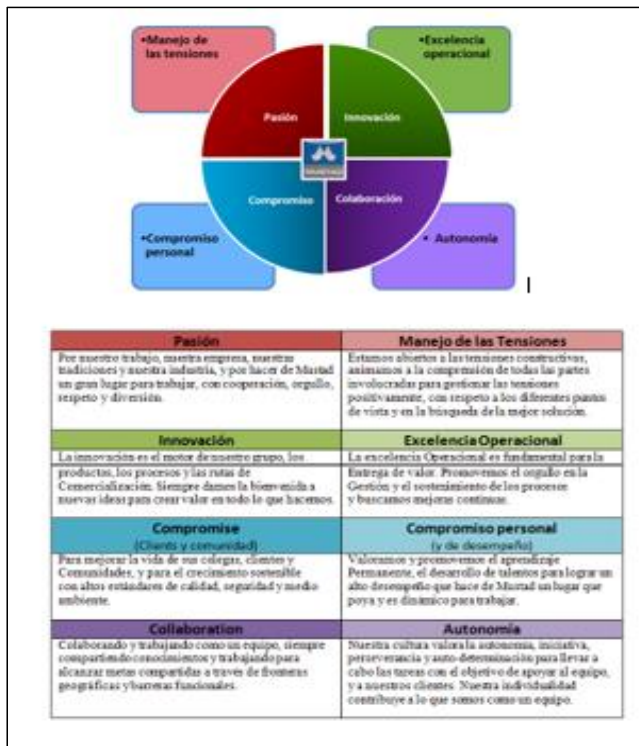 •Manejo de
las tensiones
•Excelencia
operacional
Pasión
Innovación
Compromiso
Colaboración
•Compromiso
personal
• Autonomía
Pasión
Por nuestro trabajo, nuestra empresa, nuestras
tradiciones y nuestra industria, y por hacer de Mustad
un gran lugar para trabajar, con cooperación, orgullo,
respeto y diversión.
Manejo de las Tensiones
Estamos abiertos a las tensiones constructivas,
animamos a la comprensión de todas las partes
involucradas para gestionar las tensiones
positivamente, con respeto a los diferentes puntos
de vista y en la búsqueda de la mejor solución.
Innovación
La innovación es el motor de nuestro grupo, los
productos, los procesos y las rutas de
Comercialización. Siempre damos la bienvenida a
nuevas ideas para crear valor en todo lo que hacemos.
Excelencia Operacional
La excelencia Operacional es fundamental para la
Entrega de valor. Promovemos el orgullo en la
Gestión y el sostenimiento de los procesos
y buscamos mejoras continuas.
Compromise
(Clients y comunidad)
Para mejorar la vida de sus colegas, clientes y
Comunidades, y para el crecimiento sostenible
con altos estándares de calidad, seguridad y medio
ambiente.
Compromiso personal
(y de desempeño)
Valoramos y promovemos el aprendizaje
Permanente, el desarrollo de talentos para lograr un
alto desempeño que hace de Mustad un lugar que
poya y es dinámico para trabajar.
Collaboration
Colaborando y trabajando como un equipo, siempre
compartiendo conocimientos y trabajando para
alcanzar metas compartidas a través de fronteras
geográficas y barreras funcionales.
Autonomía
Nuestra cultura valora la autonomía, iniciativa,
perseverancia y auto-determinación para llevar a
cabo las tareas con el objetivo de apoyar al equipo,
y a nuestros clientes. Nuestra individualidad
contribuye a lo que somos como un equipo.